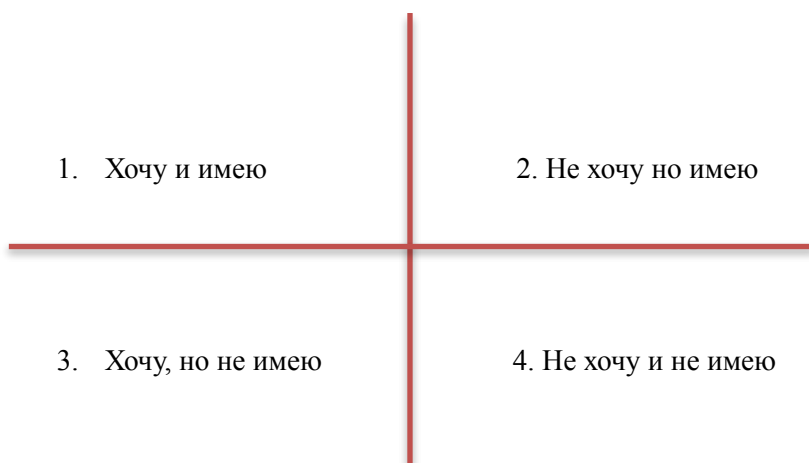 1. Хочу и имею
2. Не хочу но имею
3. Хочу, но не имею
4. Не хочу и не имею